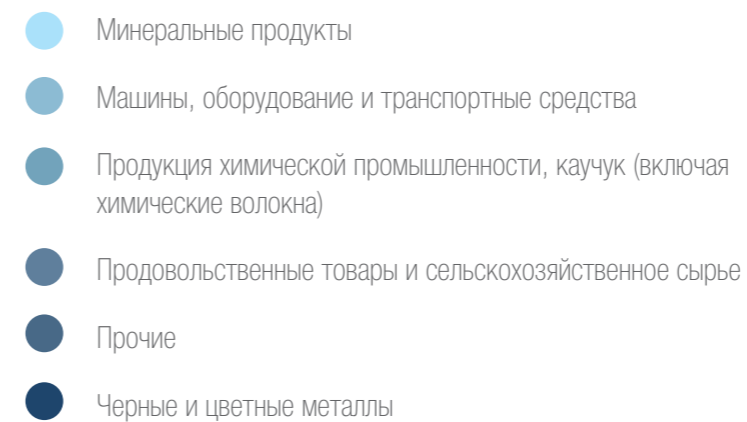 Минеральные продукты
Машины, оборудование и транспортные средства
Продукция химической промышленности, каучук (включая
химические волокна)
Продовольственные товары и сельскохозяйственное сырье
Прочие
Черные и цветные металлы